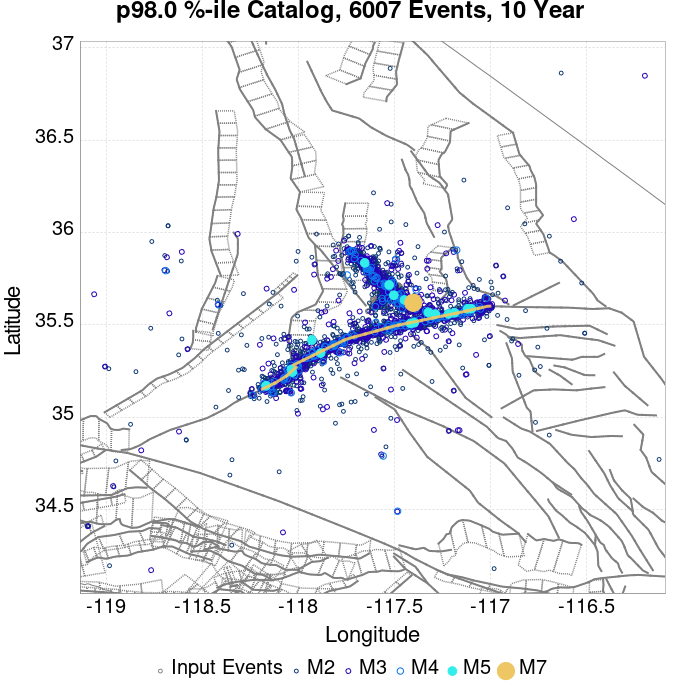 p98.0 %-ile Catalog, 6007 Events, 10 Year
37
36.5
36
35.5
35
34.5
Latitude
-119 -118.5 -118 -117.5 -117 -116.5
Longitude
Input Events M2 M3 M4 M5 M7